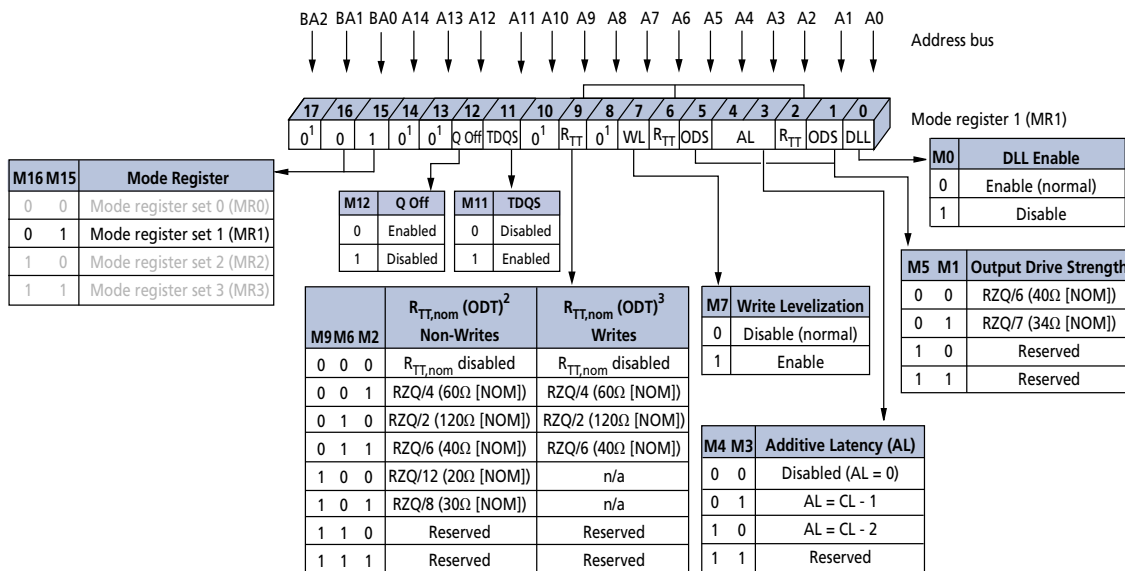 BA2 BA1 BA0 A14 A13 A12 A11 A10 A9 A8 A7 A6 A5 A4 A3 A2 A1 A0
Address bus
17 16 15 14 13 12 11 10 9 8 7 6 5 4 3 2 1 0
Mode register 1 (MR1)
0¹ 0 1 0¹ 0¹ Q Off TDQS 0¹ RTT 0¹ WL RTT ODS AL RTT ODS DLL
M16 M15 Mode Register
0 0 Mode register set 0 (MR0)
0 1 Mode register set 1 (MR1)
1 0 Mode register set 2 (MR2)
1 1 Mode register set 3 (MR3)
M12 Q Off
0 Enabled
1 Disabled
M11 TDQS
0 Disabled
1 Enabled
M0 DLL Enable
0 Enable (normal)
1 Disable
M5 M1 Output Drive Strength
0 0 RZQ/6 (40Ω [NOM])
0 1 RZQ/7 (34Ω [NOM])
1 0 Reserved
1 1 Reserved
RTT,nom (ODT)² RTT,nom (ODT)³
M9 M6 M2 Non-Writes Writes
0 0 0 RTT,nom disabled RTT,nom disabled
0 0 1 RZQ/4 (60Ω [NOM]) RZQ/4 (60Ω [NOM])
0 1 0 RZQ/2 (120Ω [NOM]) RZQ/2 (120Ω [NOM])
0 1 1 RZQ/6 (40Ω [NOM]) RZQ/6 (40Ω [NOM])
1 0 0 RZQ/12 (20Ω [NOM]) n/a
1 0 1 RZQ/8 (30Ω [NOM]) n/a
1 1 0 Reserved Reserved
1 1 1 Reserved Reserved
M7 Write Levelization
0 Disable (normal)
1 Enable
M4 M3 Additive Latency (AL)
0 0 Disabled (AL = 0)
0 1 AL = CL - 1
1 0 AL = CL - 2
1 1 Reserved